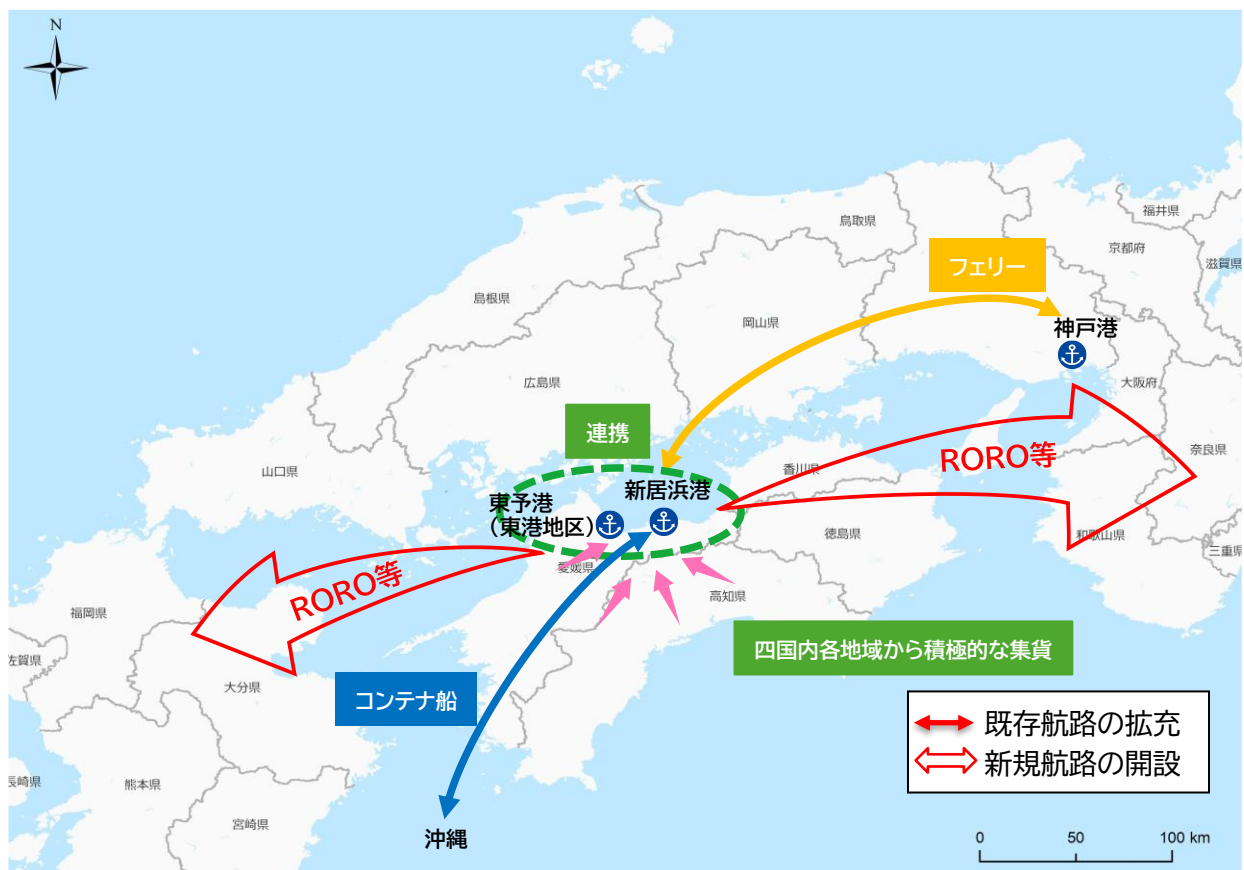 N
福井県
鳥取県
京都府
フェリー
滋賀県
島根県
岡山県
神戸港
広島県
大阪府
連携
奈良県
RORO等
山口県
香川県
新居浜港
東予港
(東港地区)
徳島県
和歌山県
三重県
愛媛県
RORO等
高知県
福岡県
四国内各地域から積極的な集貨
佐賀県
大分県
コンテナ船
既存航路の拡充
新規航路の開設
長崎県
熊本県
宮崎県
沖縄
0 50 100 km